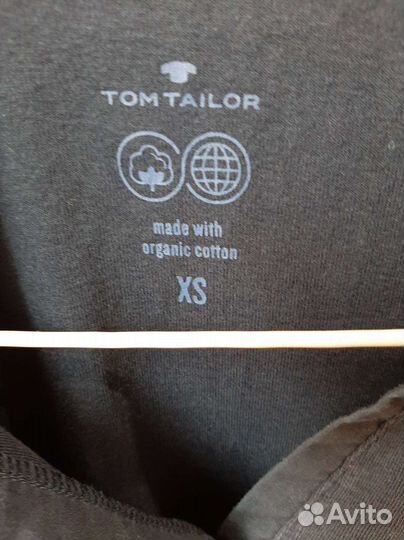 TOM TAILOR
made with
organic cotton
XS
Avito